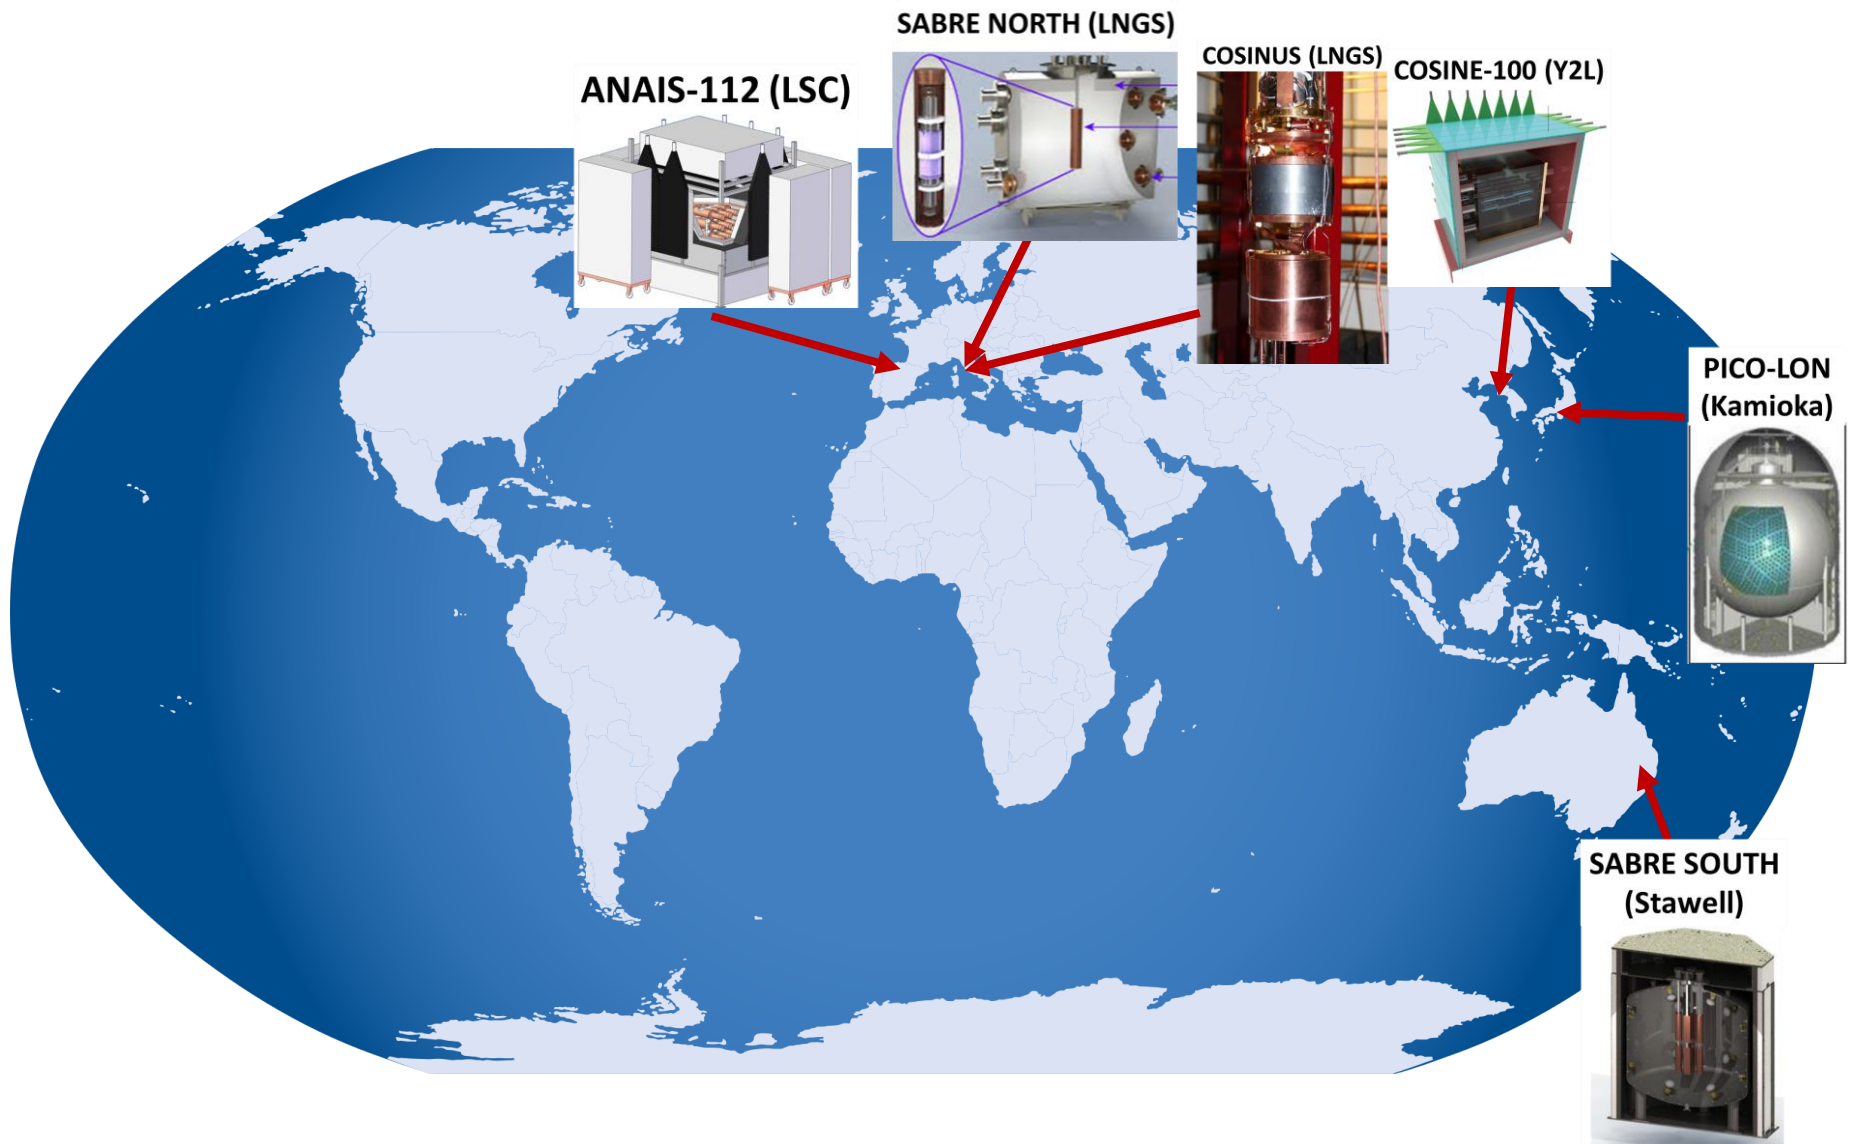 SABRE NORTH (LNGS)
COSINUS (LNGS)
COSINE-100 (Y2L)
ANAIS-112 (LSC)
PICO-LON
(Kamioka)
SABRE SOUTH
(Stawell)